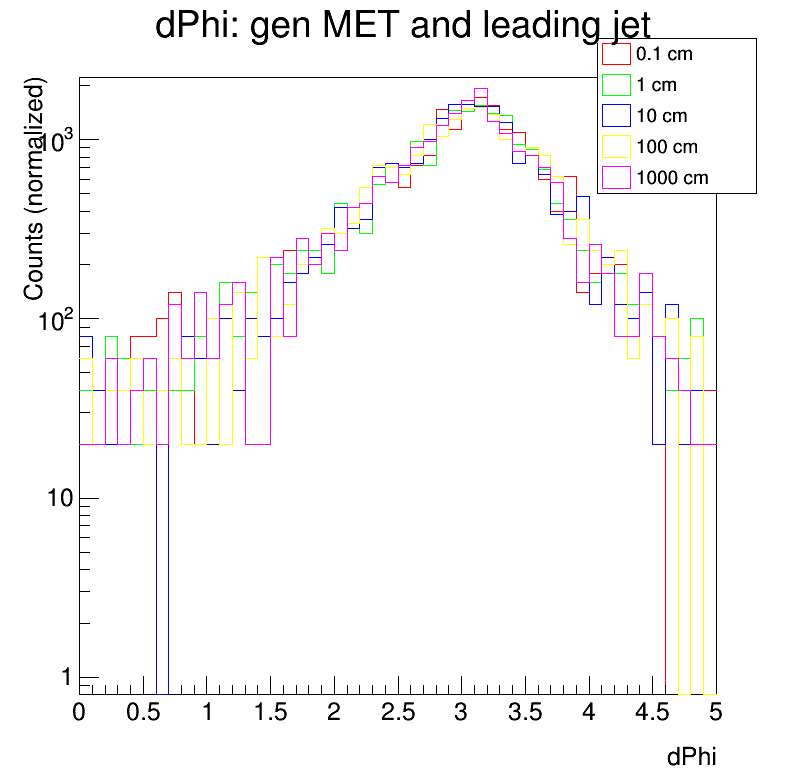 dPhi: gen MET and leading jet
0.1 cm
1 cm
10 cm
100 cm
1000 cm
Counts (normalized)
10³
10²
10
1
0 0.5 1 1.5 2 2.5 3 3.5 4 4.5 5
dPhi